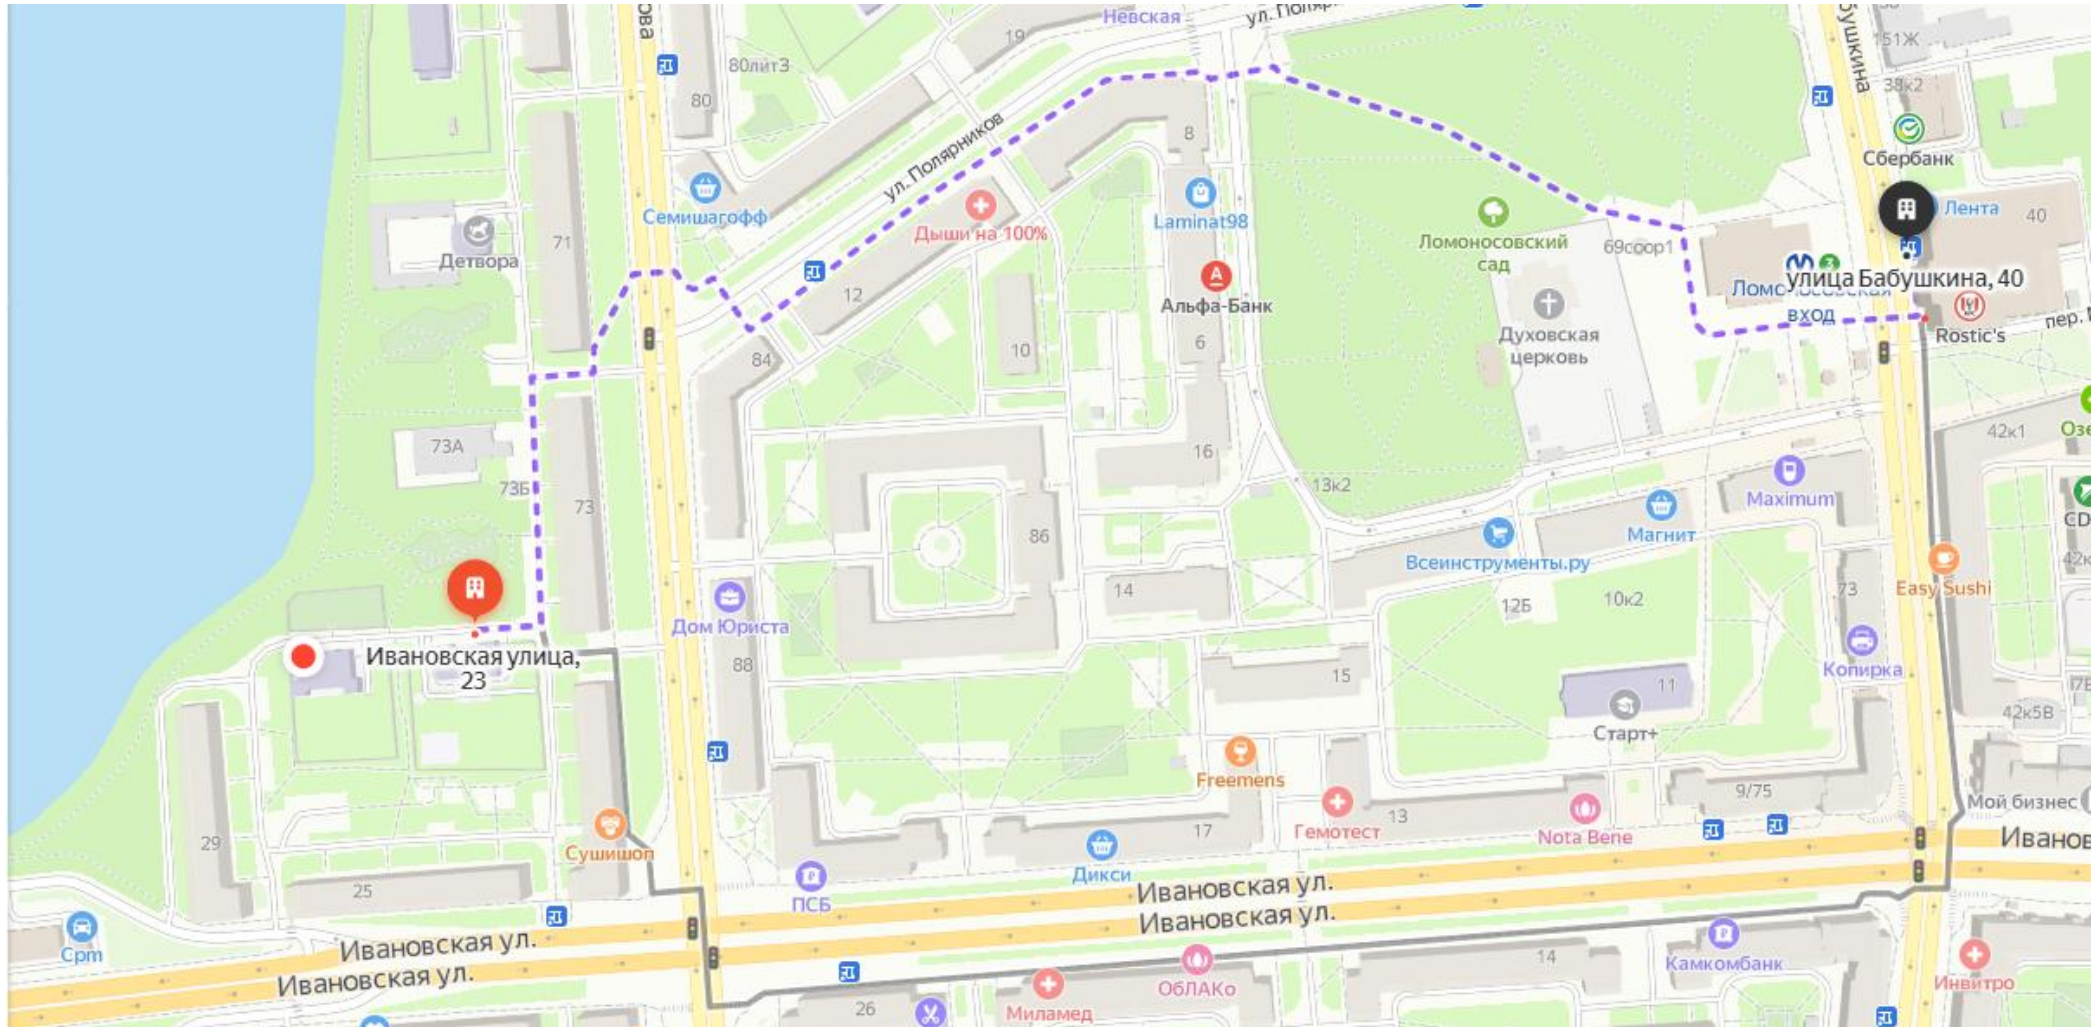 Невская
19
80лит3
80
38к2
151Ж
Сбербанк
ул. Полярников
8
71
Семишагофф
Дыши на 100%
Laminat98
Лента
40
Детвора
Ломоносовский
сад
69соор1
12
Альфа-Банк
улица Бабушкина, 40
вход
Духовская
церковь
Rostic's
84
10
6
42к1
73А
16
73Б
73
13к2
Maximum
Магнит
86
Всеинструменты.ру
Easy Sushi
14
12Б
10к2
73
Дом Юриста
Ивановская улица,
23
88
15
11
Копирка
42к5В
Старт+
Freemens
9/75
Мой бизнес
29
Сушишоп
17
Гемотест
13
Nota Bene
25
Дикси
ПСБ
Ивановская ул.
Ивановская ул.
Срт
Ивановская ул.
Ивановская ул.
14
Камкомбанк
Инвитро
ОбЛАКо
26
Миламед